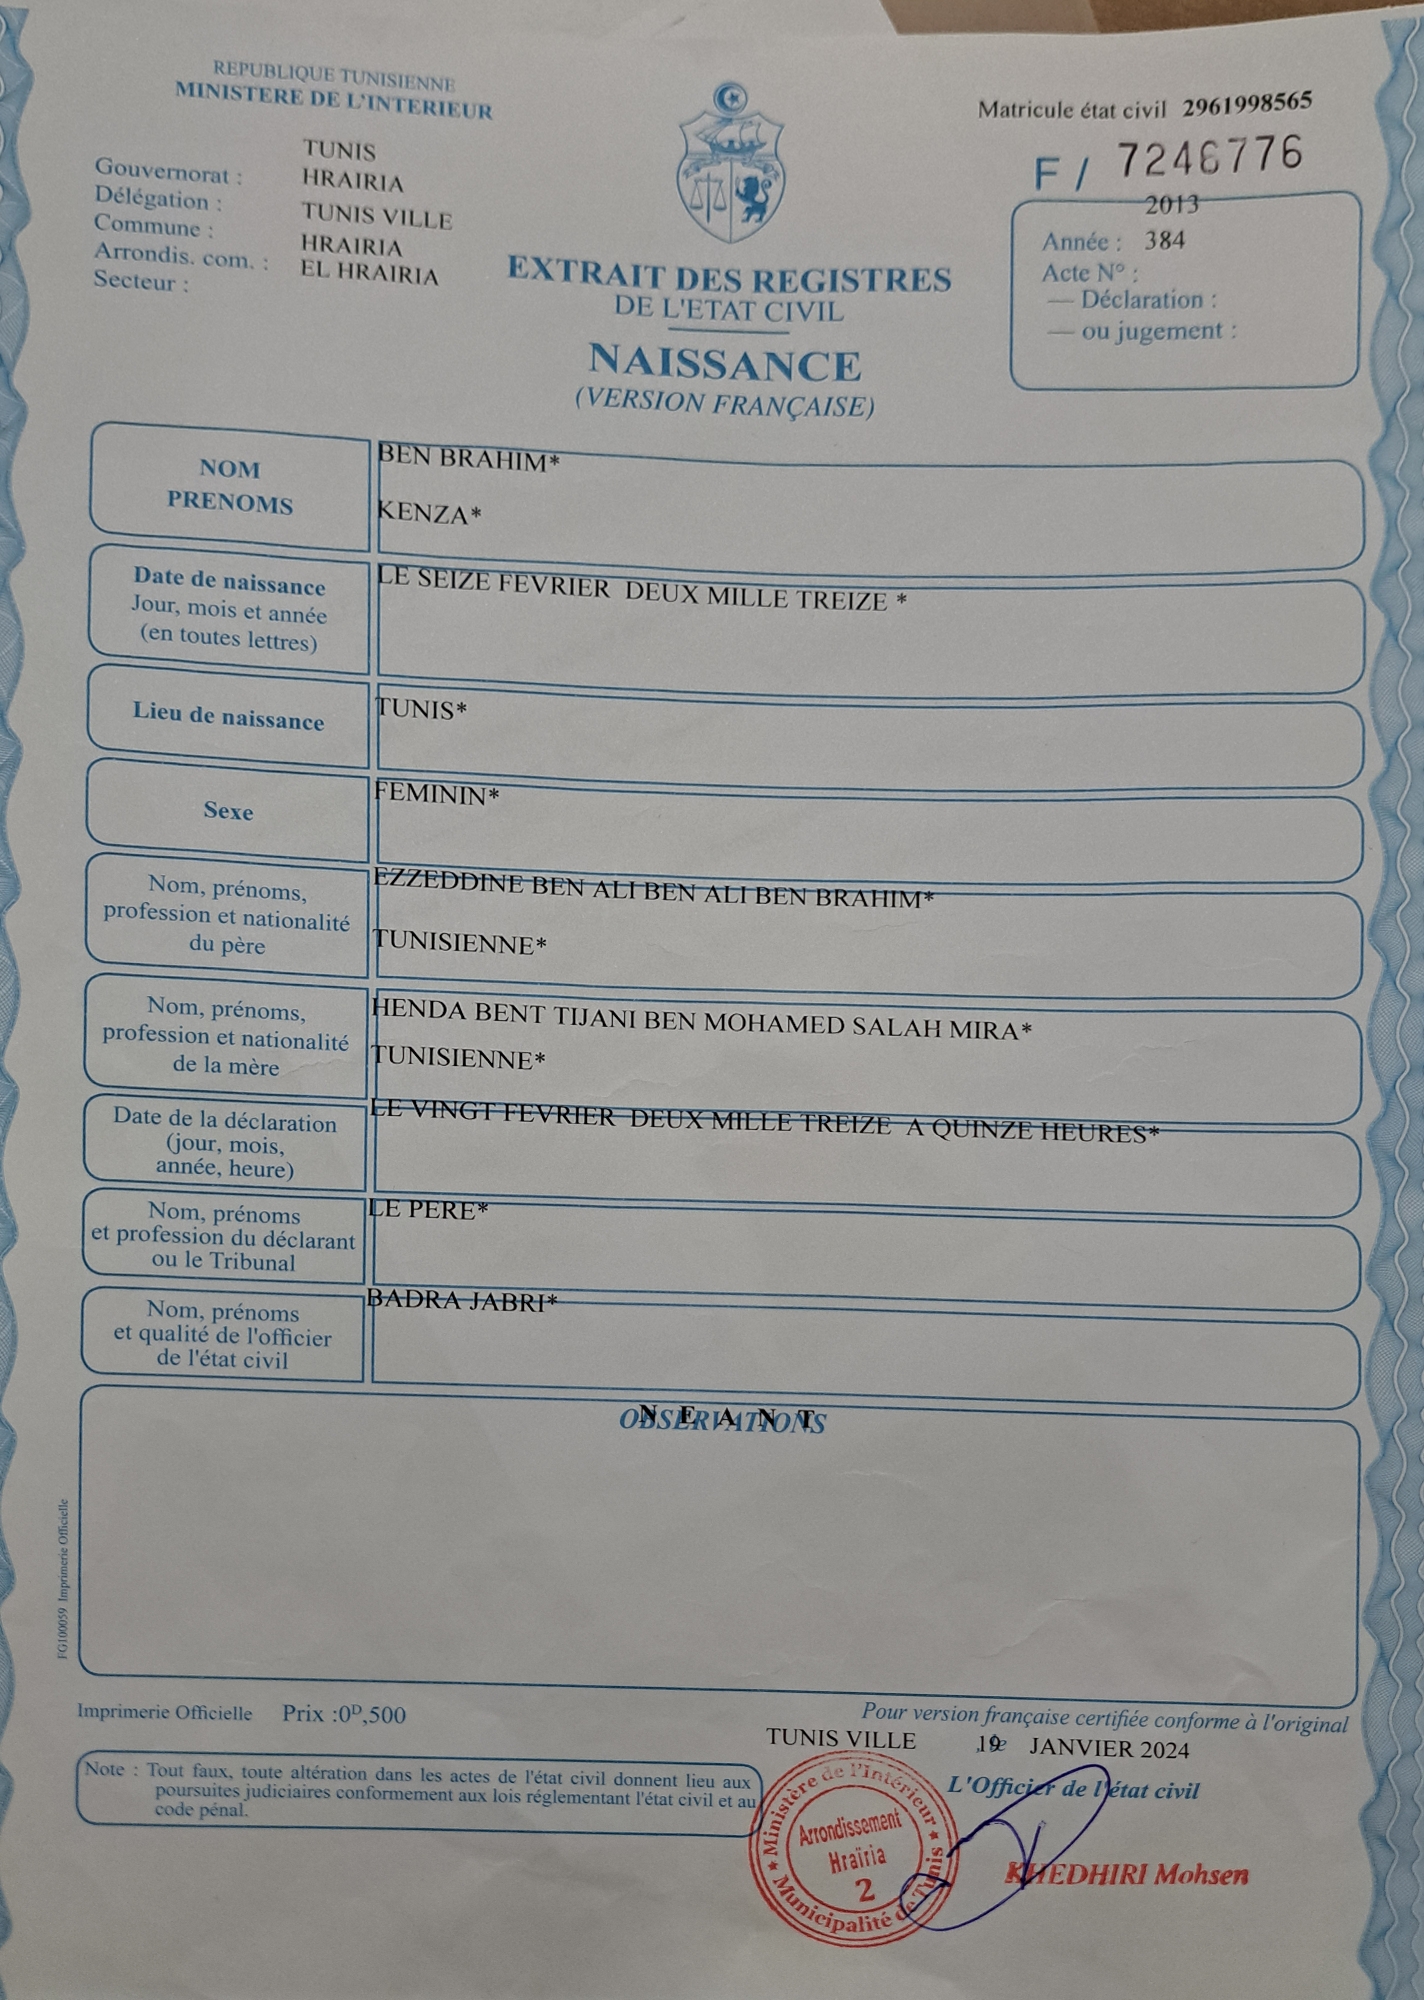 REPUBLIQUE TUNISIENNE
MINISTERE DE L'INTERIEUR
Gouvernorat : TUNIS
Délégation : HRAIRIA
Commune : TUNIS VILLE
Arrondis. com. : HRAIRIA
Secteur : EL HRAIRIA
EXTRAIT DES REGISTRES
DE L'ETAT CIVIL
NAISSANCE
(VERSION FRANÇAISE)
Matricule état civil 2961998565
F / 7246776
2013
Année : 384
Acte N° :
— Déclaration :
— ou jugement :
NOM
PRENOMS
BEN BRAHIM*
KENZA*
Date de naissance
Jour, mois et année
(en toutes lettres)
LE SEIZE FEVRIER DEUX MILLE TREIZE *
Lieu de naissance
TUNIS*
Sexe
FEMININ*
Nom, prénoms,
profession et nationalité
du père
EZZEDDINE BEN ALI BEN ALI BEN BRAHIM*
TUNISIENNE*
Nom, prénoms,
profession et nationalité
de la mère
HENDA BENT TIJANI BEN MOHAMED SALAH MIRA*
TUNISIENNE*
Date de la déclaration
(jour, mois,
année, heure)
LE VINGT FEVRIER DEUX MILLE TREIZE A QUINZE HEURES*
Nom, prénoms
et profession du déclarant
ou le Tribunal
LE PERE*
Nom, prénoms
et qualité de l'officier
de l'état civil
BADRA JABRI*
OBSERVATIONS
N E A N T
FG100059 Imprimerie Officielle
Imprimerie Officielle Prix :0ᴰ,500
Pour version française certifiée conforme à l'original
TUNIS VILLE ,le 19 JANVIER 2024
Note : Tout faux, toute altération dans les actes de l'état civil donnent lieu aux
poursuites judiciaires conformement aux lois réglementant l'état civil et au
code pénal.
L'Officier de l'état civil
KHEDHIRI Mohsen
★ Ministère de l'Intérieur ★
Municipalité de Tunis
Arrondissement
Hraïria
2